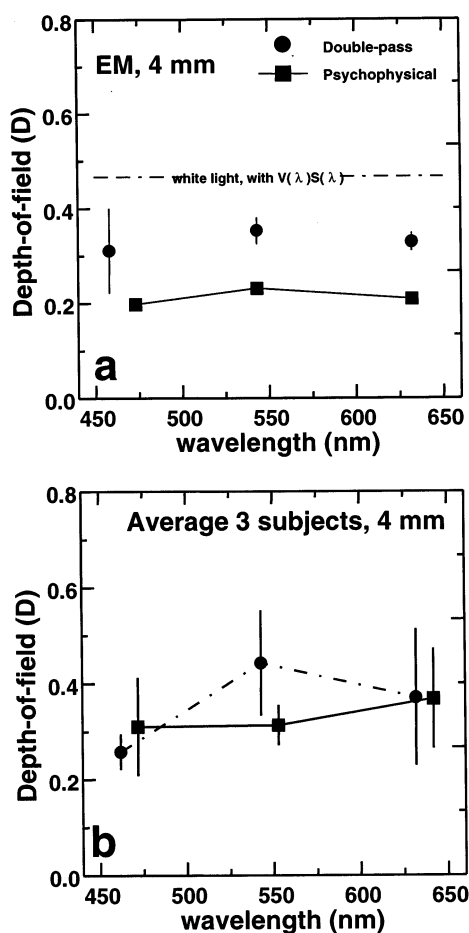 0.8
EM, 4 mm
Double-pass
Psychophysical
0.6
white light, with V(λ)S(λ)
0.4
0.2
0.0
Depth-of-field (D)
a
450 500 550 600 650
wavelength (nm)
0.8
Average 3 subjects, 4 mm
0.6
0.4
0.2
0.0
Depth-of-field (D)
b
450 500 550 600 650
wavelength (nm)